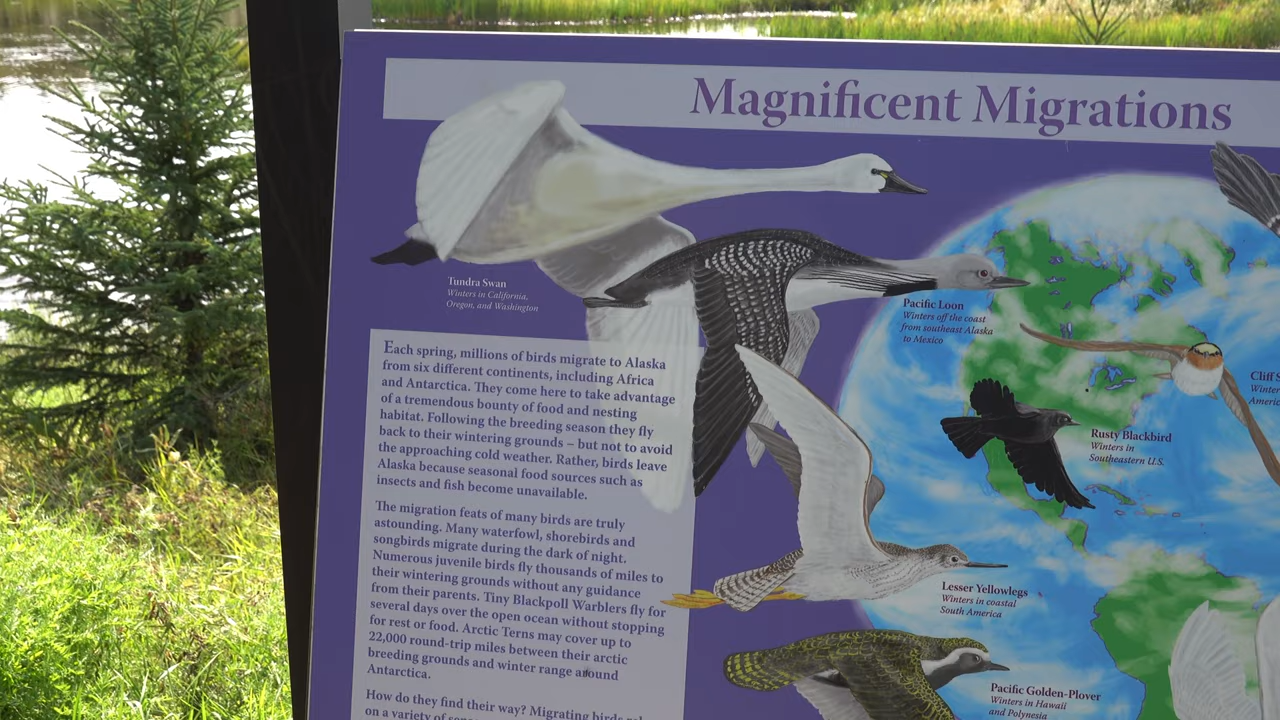 Magnificent Migrations
Tundra Swan
Winters in California,
Oregon, and Washington
Pacific Loon
Winters off the coast
from southeast Alaska
to Mexico
Cliff S
Winter
Americ
Rusty Blackbird
Winters in
Southeastern U.S.
Lesser Yellowlegs
Winters in coastal
South America
Pacific Golden-Plover
Winters in Hawaii
and Polynesia
Each spring, millions of birds migrate to Alaska
from six different continents, including Africa
and Antarctica. They come here to take advantage
of a tremendous bounty of food and nesting
habitat. Following the breeding season they fly
back to their wintering grounds – but not to avoid
the approaching cold weather. Rather, birds leave
Alaska because seasonal food sources such as
insects and fish become unavailable.
The migration feats of many birds are truly
astounding. Many waterfowl, shorebirds and
songbirds migrate during the dark of night.
Numerous juvenile birds fly thousands of miles to
their wintering grounds without any guidance
from their parents. Tiny Blackpoll Warblers fly for
several days over the open ocean without stopping
for rest or food. Arctic Terns may cover up to
22,000 round-trip miles between their arctic
breeding grounds and winter range around
Antarctica.
How do they find their way? Migrating birds
on a variety of